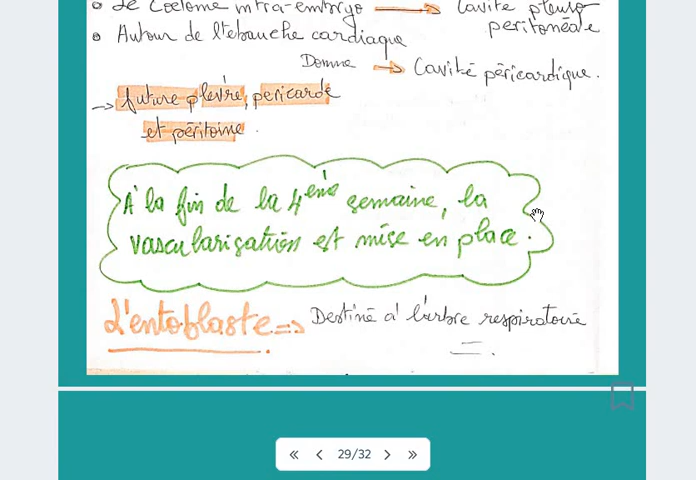 • Le Coelome intra-embryo → Cavité pleuro-
péritonéale
• Autour de l'ébauche cardiaque
Donne → Cavité péricardique.
→ future plèvre, pericarde
et péritoine.
À la fin de la 4ème semaine, la
vascularisation est mise en place.
L'entoblaste => Destiné à l'arbre respiratoire
29/32